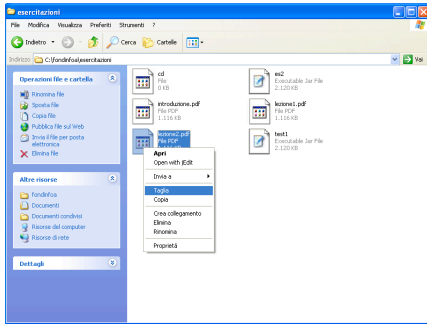 esercitazioni
File Modifica Visualizza Preferiti Strumenti ?
Indietro Cerca Cartelle
Indirizzo C:\fondinfoa\esercitazioni Vai
Operazioni file e cartella
Rinomina file
Sposta file
Copia file
Pubblica file sul Web
Invia il file per posta
elettronica
Elimina file
Altre risorse
fondinfoa
Documenti
Documenti condivisi
Risorse del computer
Risorse di rete
Dettagli
cd
File
0 KB
es2
Executable Jar File
2.120 KB
introduzione.pdf
File PDF
1.116 KB
lezione1.pdf
File PDF
1.116 KB
lezione2.pdf
File PDF
test1
Executable Jar File
2.120 KB
Apri
Open with jEdit
Invia a
Taglia
Copia
Crea collegamento
Elimina
Rinomina
Proprietà